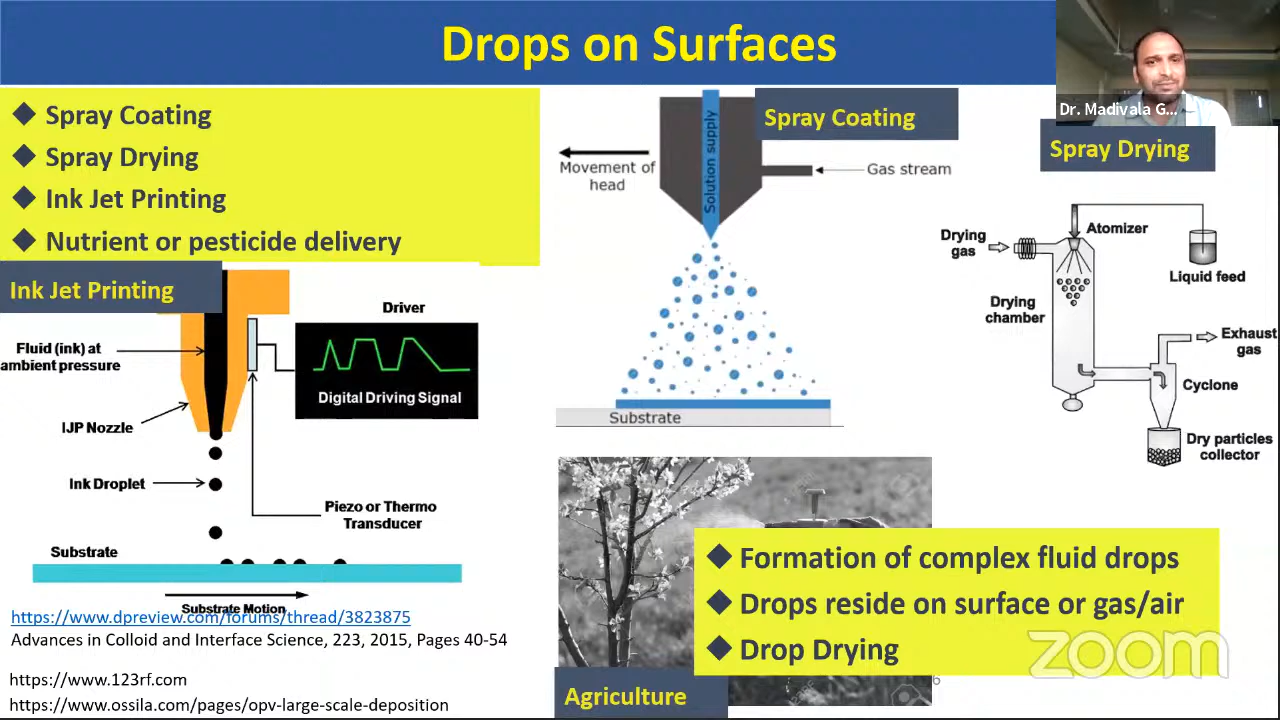 Drops on Surfaces
Dr. Madivala G...
Spray Coating
Spray Drying
Ink Jet Printing
Nutrient or pesticide delivery
Ink Jet Printing
Driver
Fluid (ink) at
ambient pressure
Digital Driving Signal
IJP Nozzle
Ink Droplet
Piezo or Thermo
Transducer
Substrate
Substrate Motion
https://www.dpreview.com/forums/thread/3823875
Advances in Colloid and Interface Science, 223, 2015, Pages 40-54
https://www.123rf.com
https://www.ossila.com/pages/opv-large-scale-deposition
Spray Coating
Solution supply
Movement of
head
Gas stream
Substrate
Spray Drying
Drying
gas
Atomizer
Liquid feed
Drying
chamber
Exhaust
gas
Cyclone
Dry particles
collector
Agriculture
Formation of complex fluid drops
Drops reside on surface or gas/air
Drop Drying
zoom
6